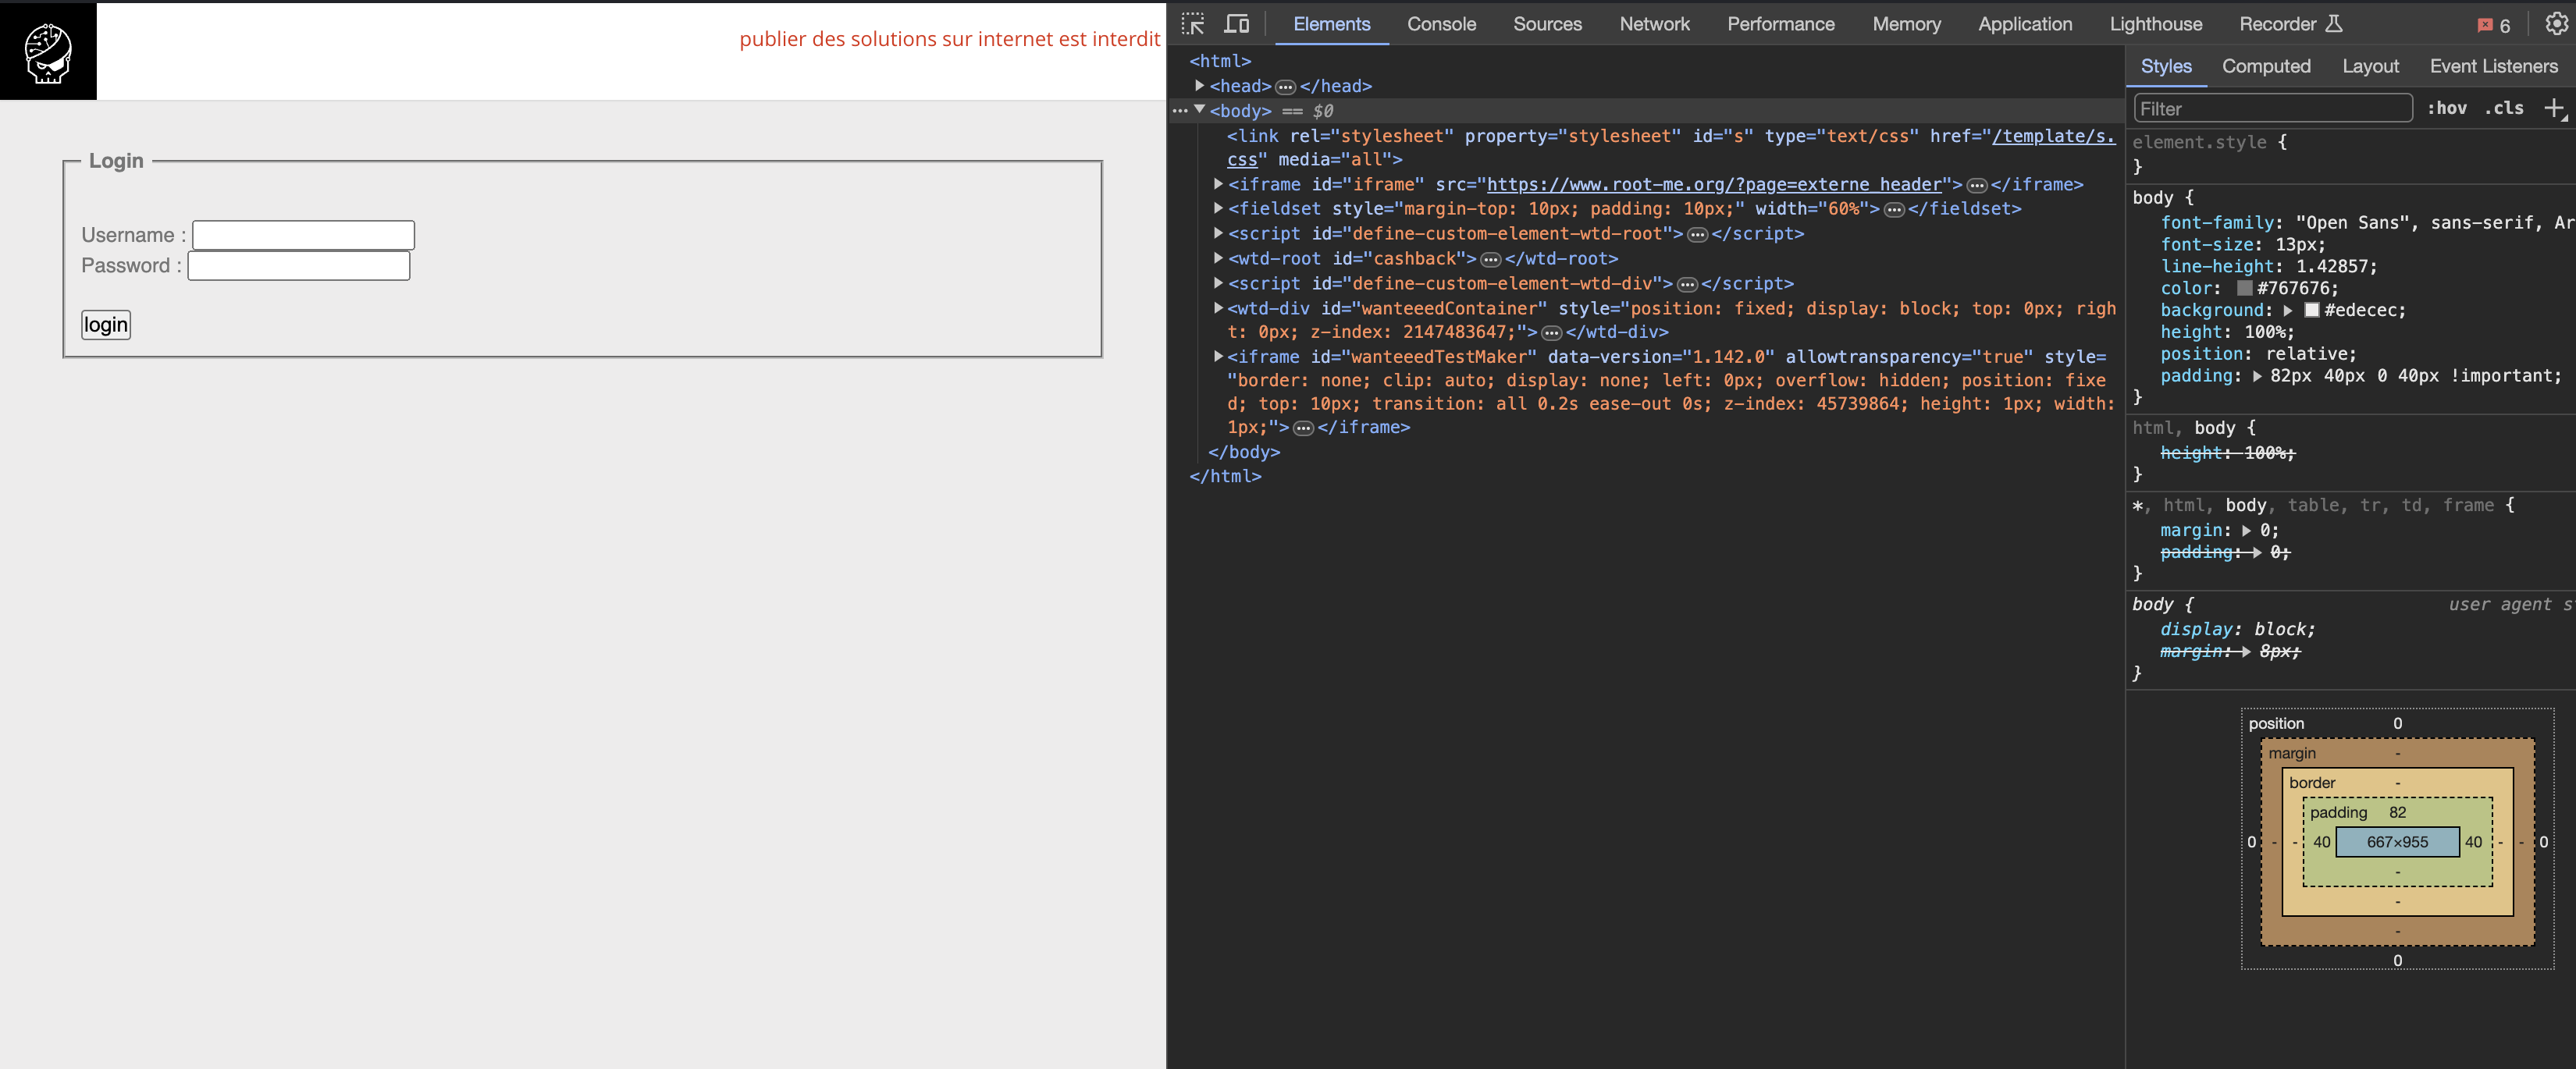 publier des solutions sur internet est interdit
Login
Username :
Password :
login
Elements Console Sources Network Performance Memory Application Lighthouse Recorder 6
<html>
<head> ••• </head>
••• <body> == $0
<link rel="stylesheet" property="stylesheet" id="s" type="text/css" href="/template/s.
css" media="all">
<iframe id="iframe" src="https://www.root-me.org/?page=externe_header"> ••• </iframe>
<fieldset style="margin-top: 10px; padding: 10px;" width="60%"> ••• </fieldset>
<script id="define-custom-element-wtd-root"> ••• </script>
<wtd-root id="cashback"> ••• </wtd-root>
<script id="define-custom-element-wtd-div"> ••• </script>
<wtd-div id="wanteeedContainer" style="position: fixed; display: block; top: 0px; righ
t: 0px; z-index: 2147483647;"> ••• </wtd-div>
<iframe id="wanteeedTestMaker" data-version="1.142.0" allowtransparency="true" style=
"border: none; clip: auto; display: none; left: 0px; overflow: hidden; position: fixe
d; top: 10px; transition: all 0.2s ease-out 0s; z-index: 45739864; height: 1px; width:
1px;"> ••• </iframe>
</body>
</html>
Styles Computed Layout Event Listeners
Filter :hov .cls +
element.style {
}
body {
font-family: "Open Sans", sans-serif, Ar
font-size: 13px;
line-height: 1.42857;
color: #767676;
background: #edecec;
height: 100%;
position: relative;
padding: 82px 40px 0 40px !important;
}
html, body {
height: 100%;
}
*, html, body, table, tr, td, frame {
margin: 0;
padding: 0;
}
body { user agent s
display: block;
margin: 8px;
}
position 0
margin -
border -
padding 82
0 - - 40 667×955 40 - - 0
-
-
-
0